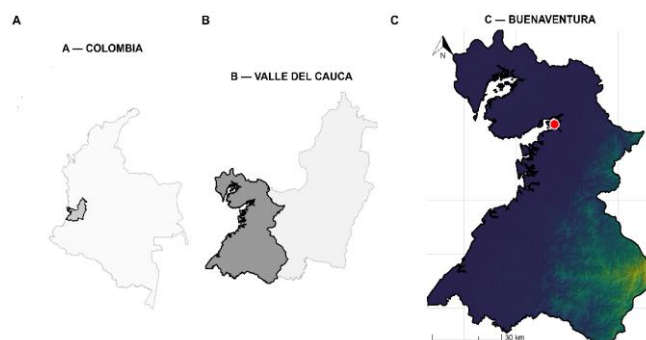 A
A — COLOMBIA
B
B — VALLE DEL CAUCA
C
C — BUENAVENTURA
N
30 km